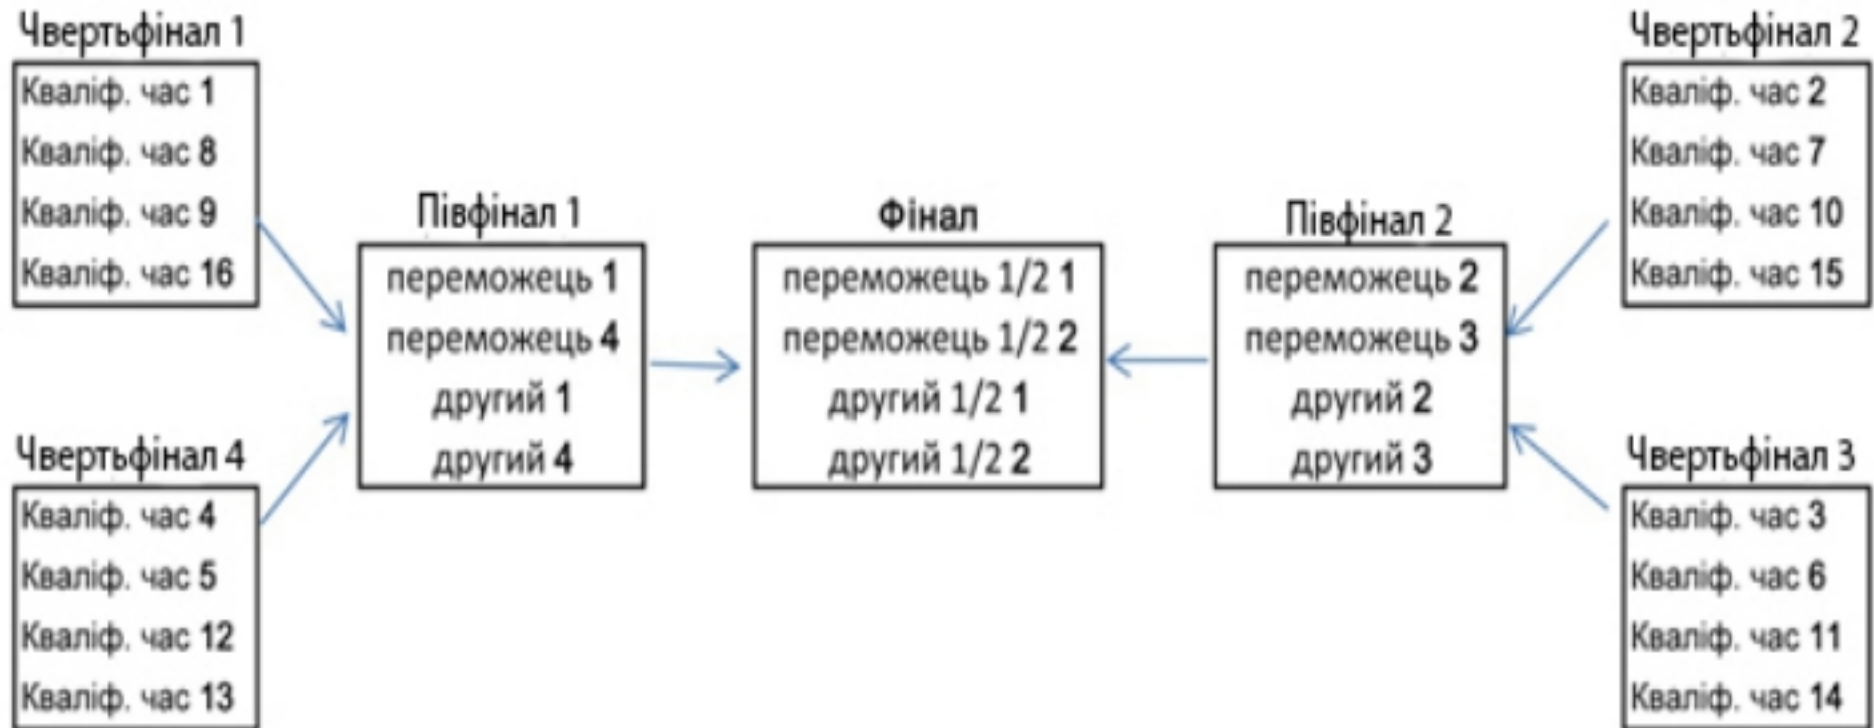 Чвертьфінал 1
Кваліф. час 1
Кваліф. час 8
Кваліф. час 9
Кваліф. час 16
Чвертьфінал 4
Кваліф. час 4
Кваліф. час 5
Кваліф. час 12
Кваліф. час 13
Півфінал 1
переможець 1
переможець 4
другий 1
другий 4
Фінал
переможець 1/2 1
переможець 1/2 2
другий 1/2 1
другий 1/2 2
Півфінал 2
переможець 2
переможець 3
другий 2
другий 3
Чвертьфінал 2
Кваліф. час 2
Кваліф. час 7
Кваліф. час 10
Кваліф. час 15
Чвертьфінал 3
Кваліф. час 3
Кваліф. час 6
Кваліф. час 11
Кваліф. час 14